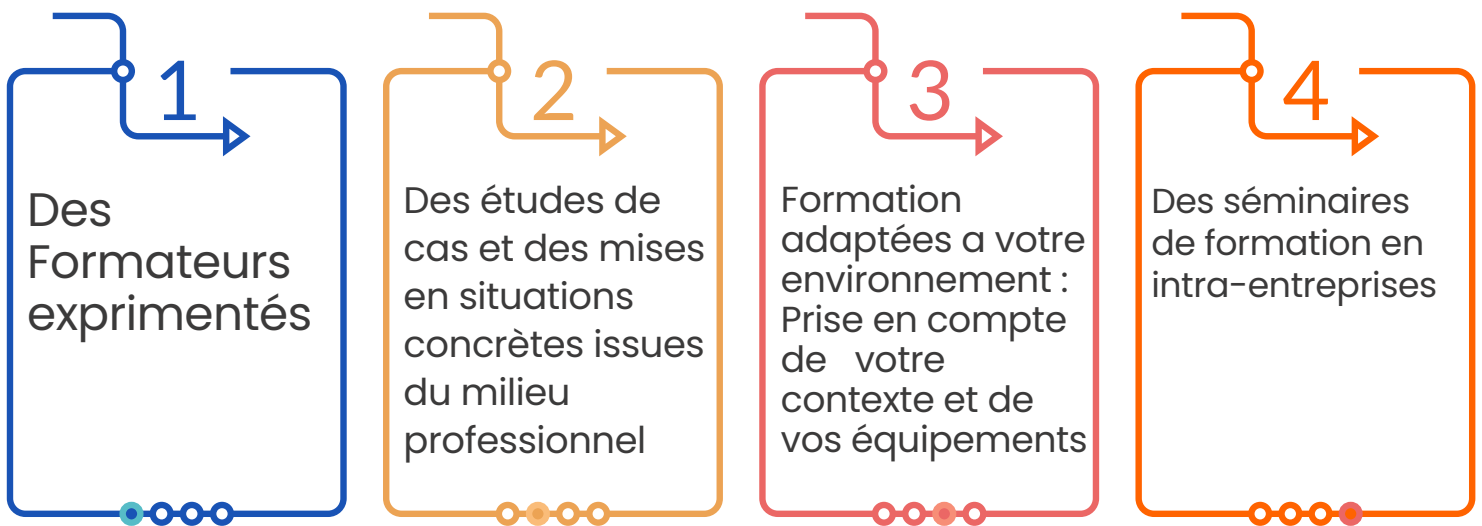 1
Des
Formateurs
exprimentés
2
Des études de
cas et des mises
en situations
concrètes issues
du milieu
professionnel
3
Formation
adaptées a votre
environnement :
Prise en compte
de votre
contexte et de
vos équipements
4
Des séminaires
de formation en
intra-entreprises